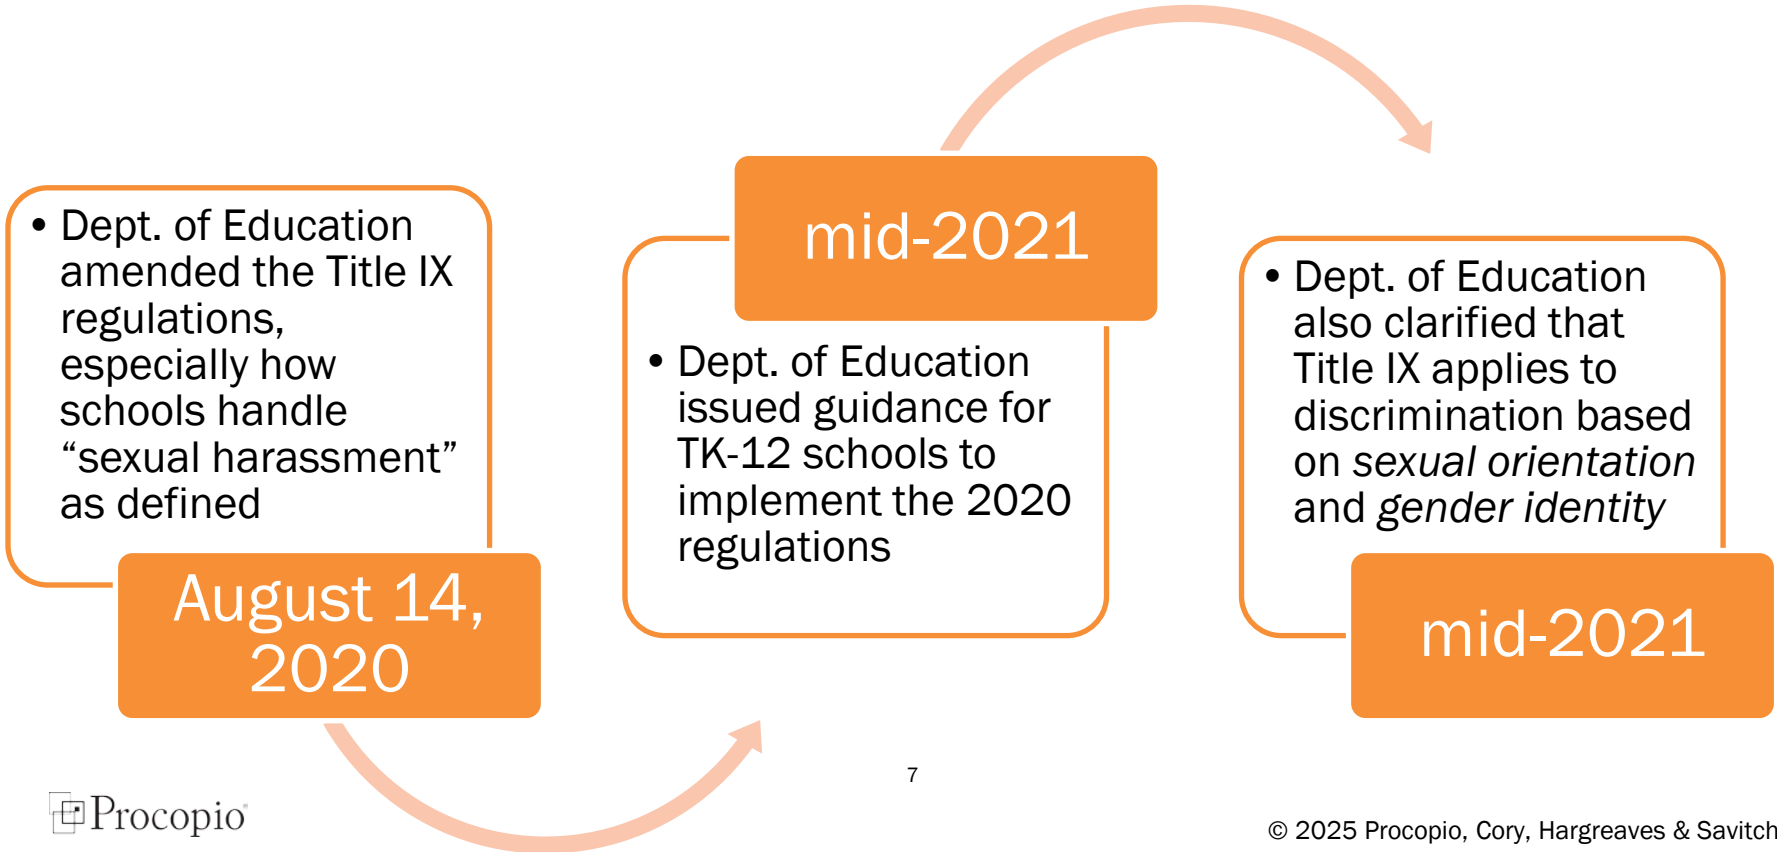 • Dept. of Education
amended the Title IX
regulations,
especially how
schools handle
“sexual harassment”
as defined
August 14,
2020
mid-2021
• Dept. of Education
issued guidance for
TK-12 schools to
implement the 2020
regulations
• Dept. of Education
also clarified that
Title IX applies to
discrimination based
on sexual orientation
and gender identity
mid-2021
7
Procopio®
© 2025 Procopio, Cory, Hargreaves & Savitch